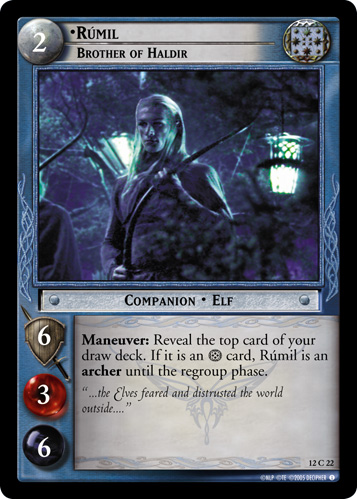 2
•Rúmil
Brother of Haldir
Companion • Elf
6
3
6
Maneuver: Reveal the top card of your
draw deck. If it is an card, Rúmil is an
archer until the regroup phase.
"...the Elves feared and distrusted the world
outside...."
12 C 22
©NLP ©TE ©2005 DECIPHER